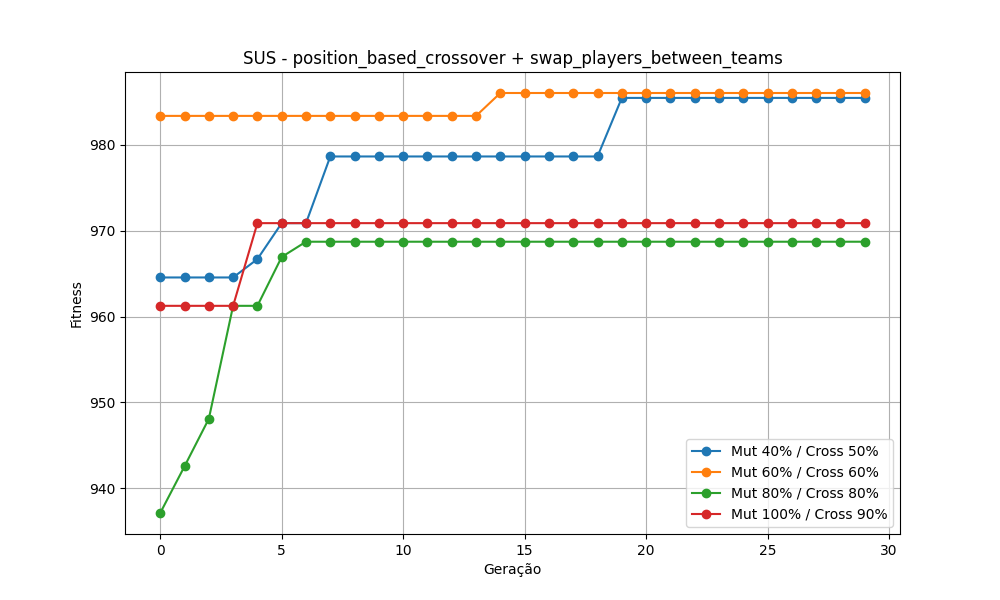 SUS - position_based_crossover + swap_players_between_teams
Fitness
980
970
960
950
940
0 5 10 15 20 25 30
Geração
Mut 40% / Cross 50%
Mut 60% / Cross 60%
Mut 80% / Cross 80%
Mut 100% / Cross 90%